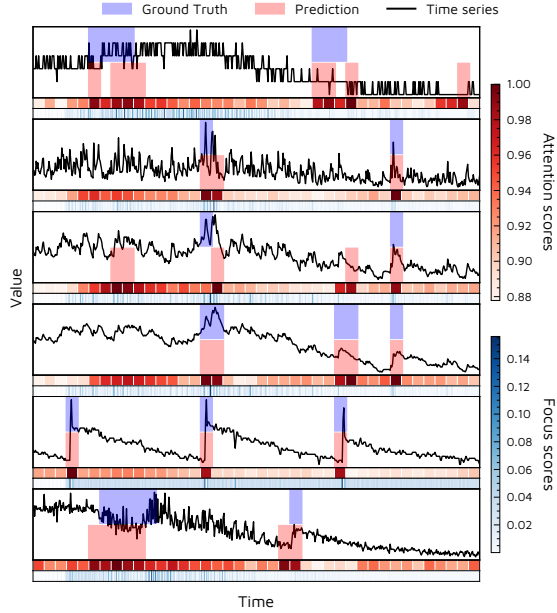 Ground Truth Prediction Time series
Value
Time
1.00
0.98
0.96
0.94
0.92
0.90
0.88
Attention scores
0.14
0.12
0.10
0.08
0.06
0.04
0.02
Focus scores